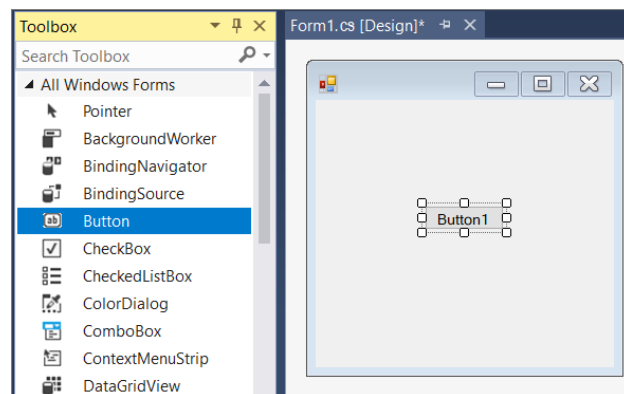 Toolbox
Form1.cs [Design]*
Search Toolbox
All Windows Forms
Pointer
BackgroundWorker
BindingNavigator
BindingSource
ab Button
Button1
CheckBox
CheckedListBox
ColorDialog
ComboBox
ContextMenuStrip
DataGridView